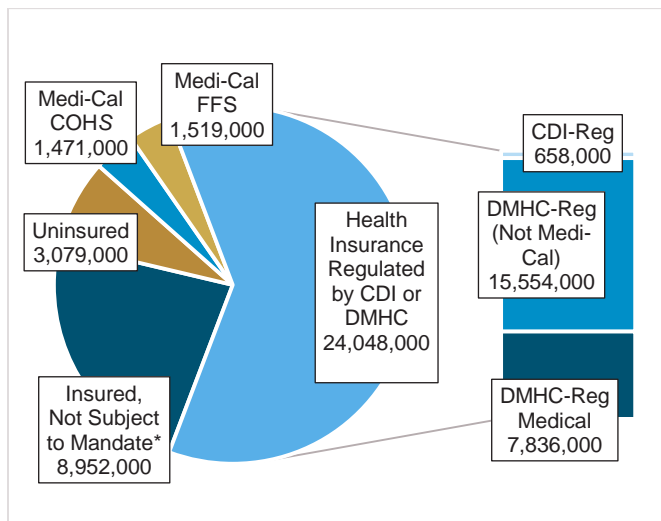 Medi-Cal
FFS
1,519,000
Medi-Cal
COHS
1,471,000
Uninsured
3,079,000
Insured,
Not Subject
to Mandate*
8,952,000
Health
Insurance
Regulated
by CDI or
DMHC
24,048,000
CDI-Reg
658,000
DMHC-Reg
(Not Medi-
Cal)
15,554,000
DMHC-Reg
Medical
7,836,000